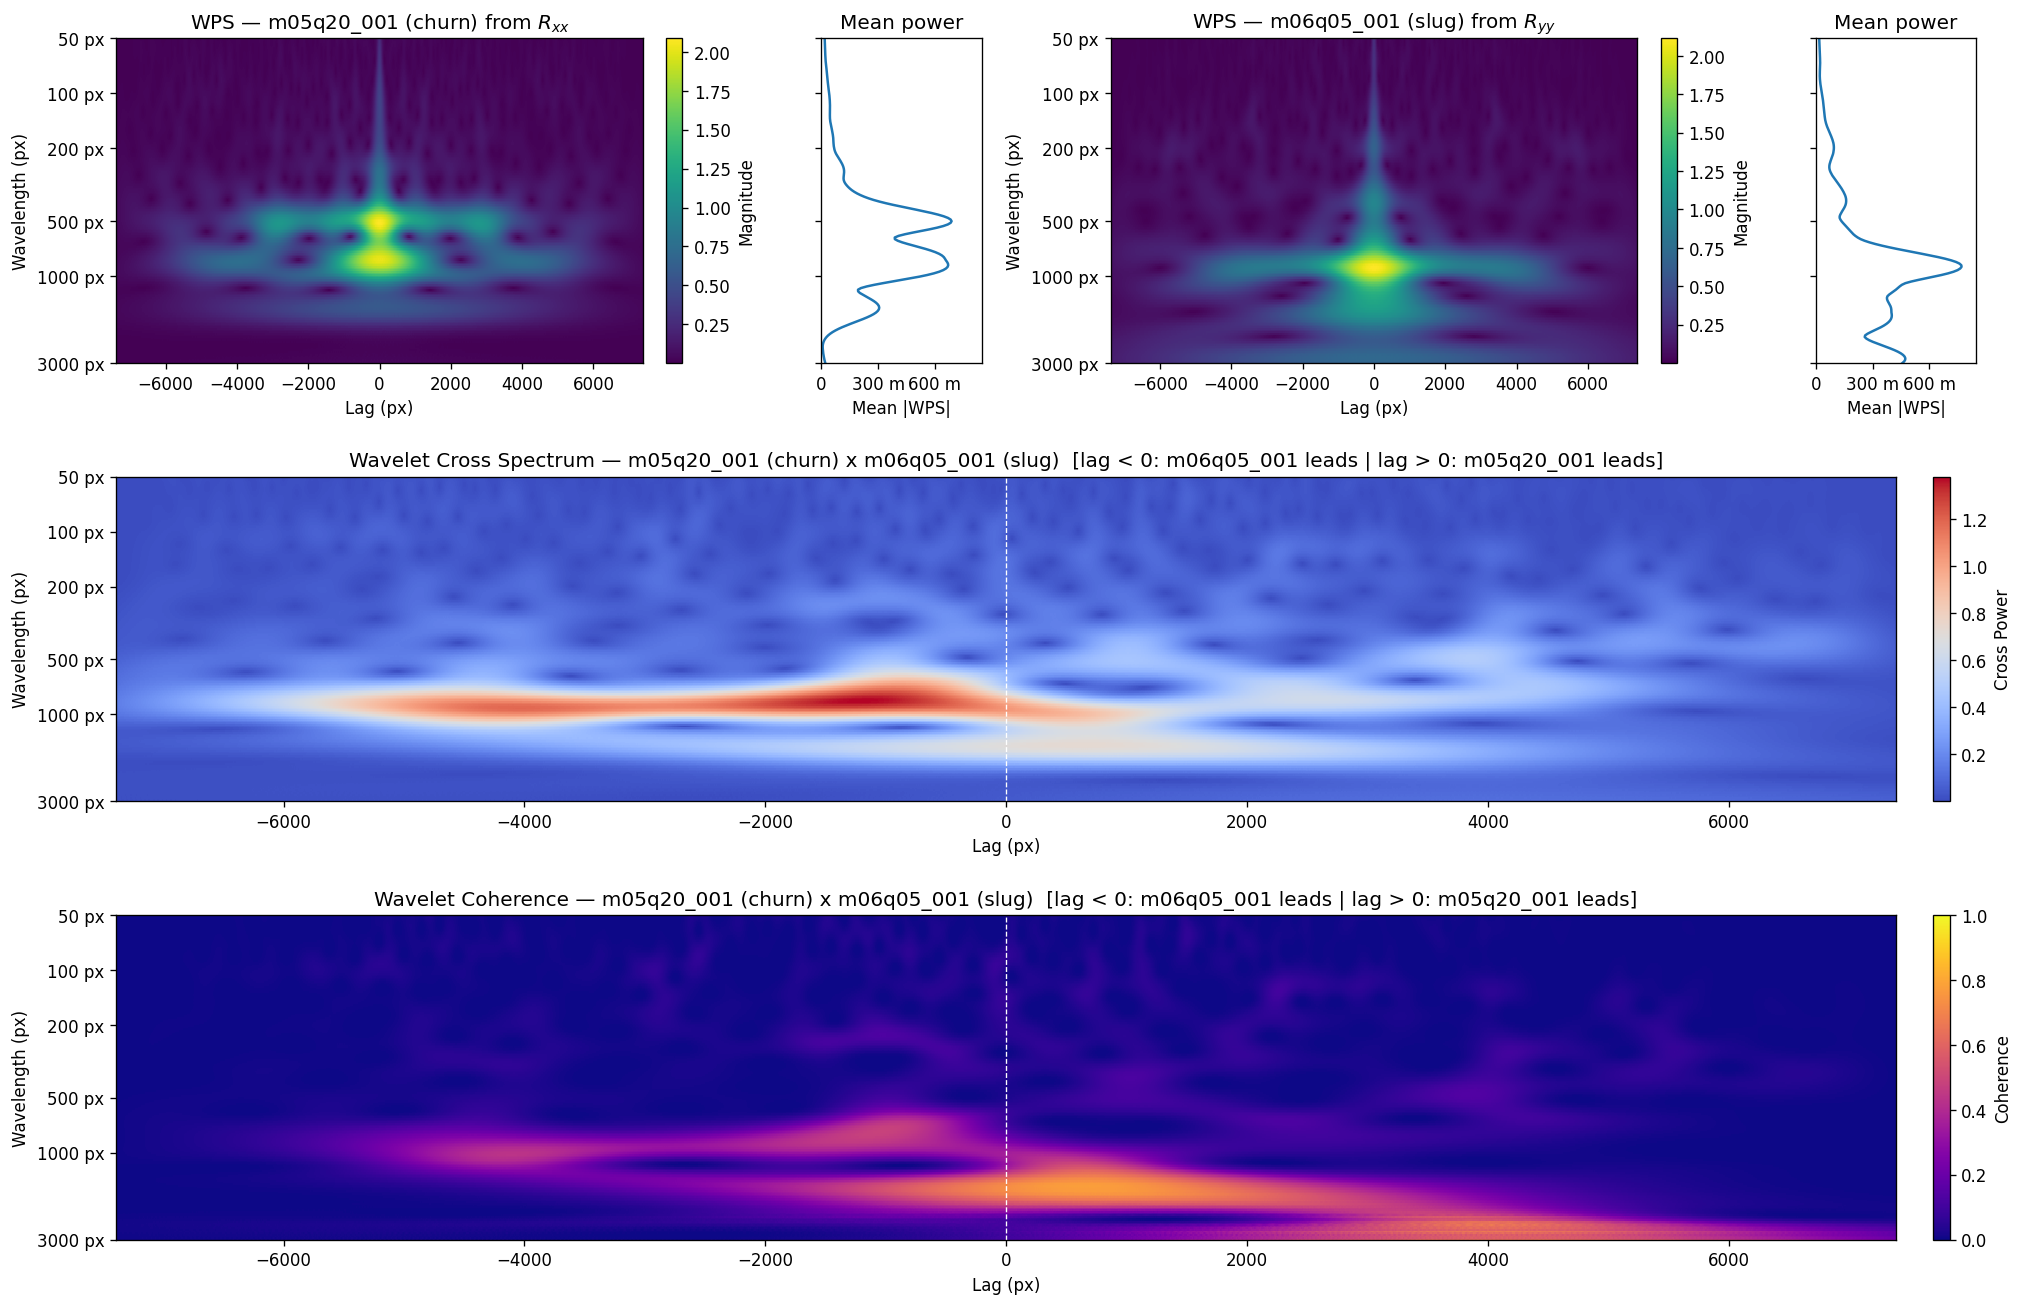 WPS — m05q20_001 (churn) from Rxx
Mean power
WPS — m06q05_001 (slug) from Ryy
Mean power
50 px
100 px
200 px
500 px
1000 px
3000 px
Wavelength (px)
−6000 −4000 −2000 0 2000 4000 6000
Lag (px)
2.00
1.75
1.50
1.25
1.00
0.75
0.50
0.25
Magnitude
0 300 m 600 m
Mean |WPS|
50 px
100 px
200 px
500 px
1000 px
3000 px
Wavelength (px)
−6000 −4000 −2000 0 2000 4000 6000
Lag (px)
2.00
1.75
1.50
1.25
1.00
0.75
0.50
0.25
Magnitude
0 300 m 600 m
Mean |WPS|
Wavelet Cross Spectrum — m05q20_001 (churn) x m06q05_001 (slug) [lag < 0: m06q05_001 leads | lag > 0: m05q20_001 leads]
50 px
100 px
200 px
500 px
1000 px
3000 px
Wavelength (px)
−6000 −4000 −2000 0 2000 4000 6000
Lag (px)
1.2
1.0
0.8
0.6
0.4
0.2
Cross Power
Wavelet Coherence — m05q20_001 (churn) x m06q05_001 (slug) [lag < 0: m06q05_001 leads | lag > 0: m05q20_001 leads]
50 px
100 px
200 px
500 px
1000 px
3000 px
Wavelength (px)
−6000 −4000 −2000 0 2000 4000 6000
Lag (px)
1.0
0.8
0.6
0.4
0.2
0.0
Coherence